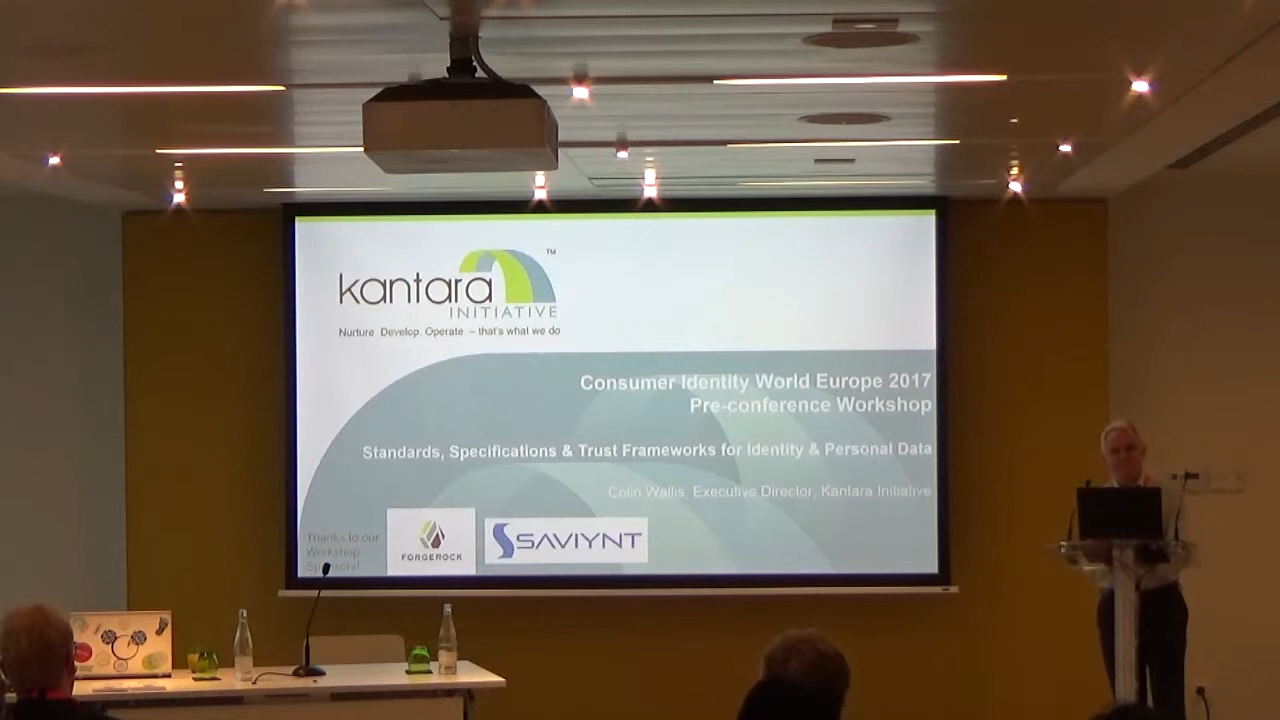 kantara
™
INITIATIVE
Nurture. Develop. Operate. – that's what we do
Consumer Identity World Europe 2017
Pre-conference Workshop
Standards, Specifications & Trust Frameworks for Identity & Personal Data
Colin Wallis, Executive Director, Kantara Initiative
Thanks to our
Workshop
Sponsors!
FORGEROCK
SAVIYNT